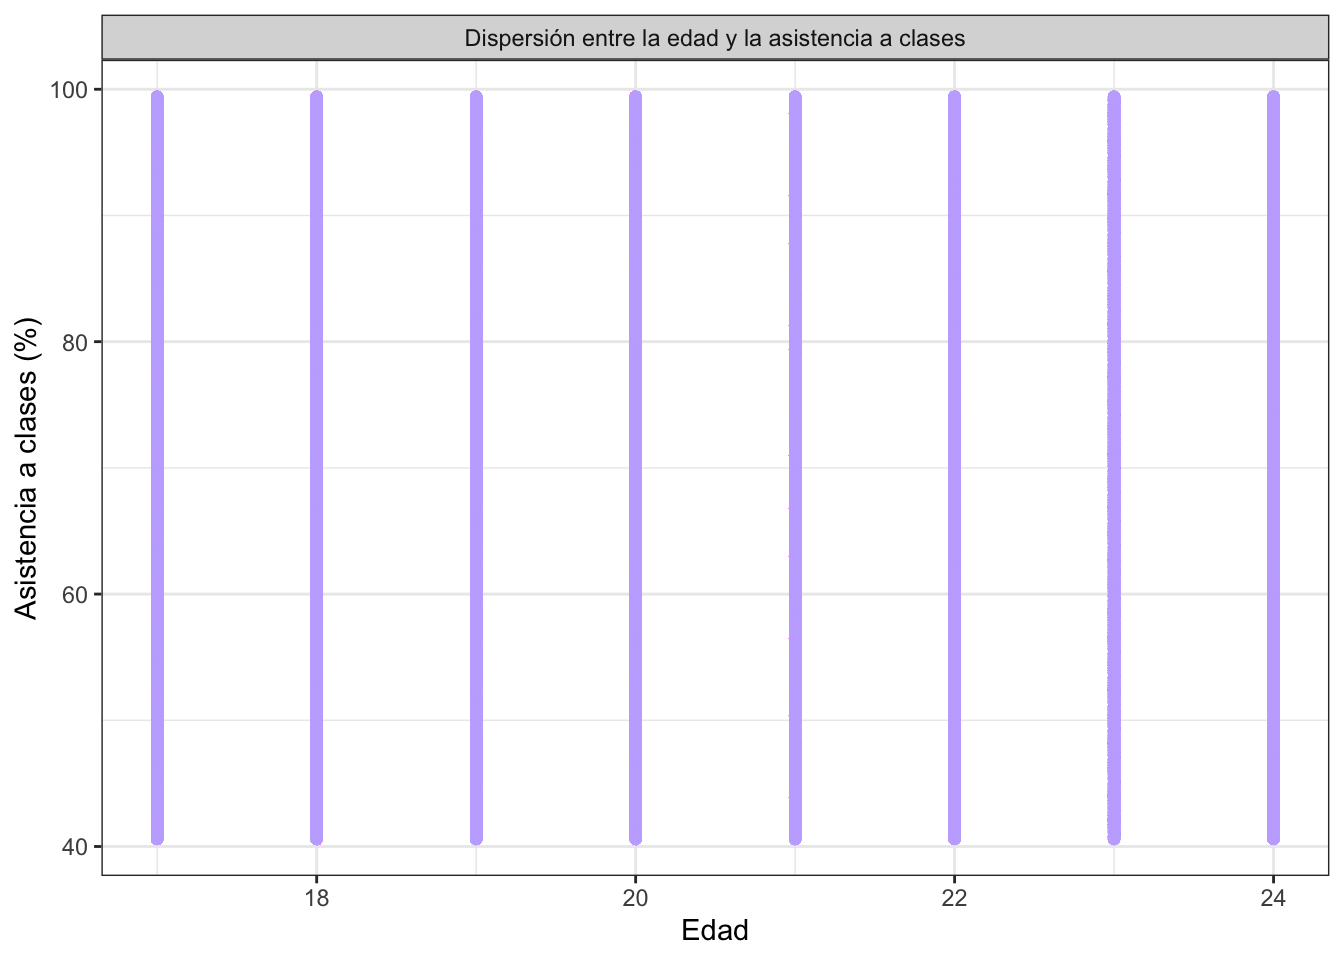 Dispersión entre la edad y la asistencia a clases
100
80
60
40
Asistencia a clases (%)
18 20 22 24
Edad